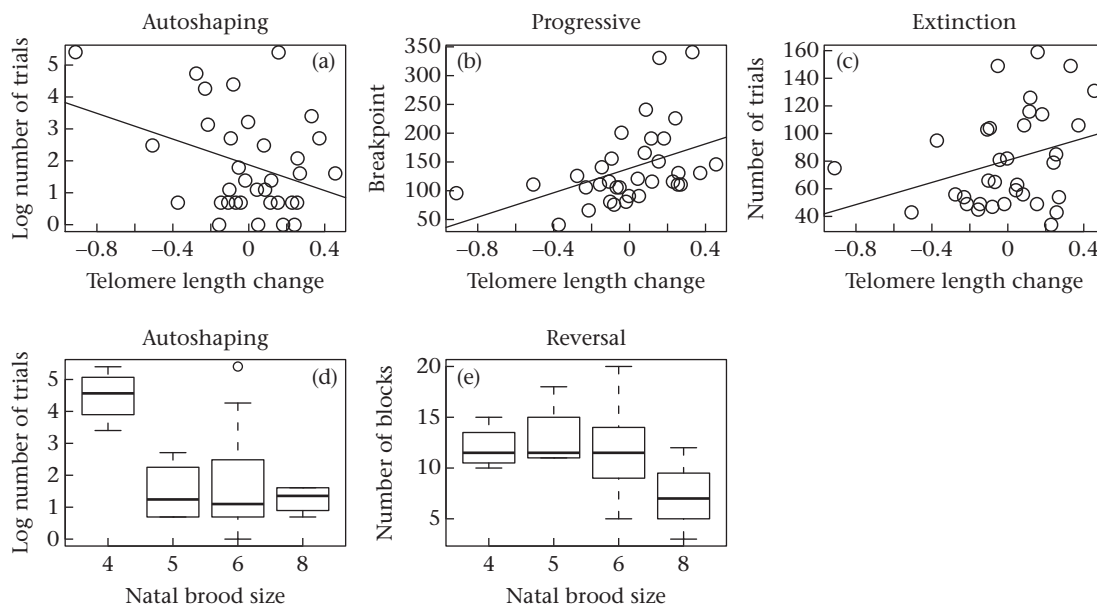 Autoshaping
(a)
Log number of trials
5
4
3
2
1
0
−0.8
−0.4
0
0.4
Telomere length change
Progressive
(b)
Breakpoint
350
300
250
200
150
100
50
−0.8
−0.4
0
0.4
Telomere length change
Extinction
(c)
Number of trials
160
140
120
100
80
60
40
−0.8
−0.4
0
0.4
Telomere length change
Autoshaping
(d)
Log number of trials
5
4
3
2
1
0
4
5
6
8
Natal brood size
Reversal
(e)
Number of blocks
20
15
10
5
4
5
6
8
Natal brood size